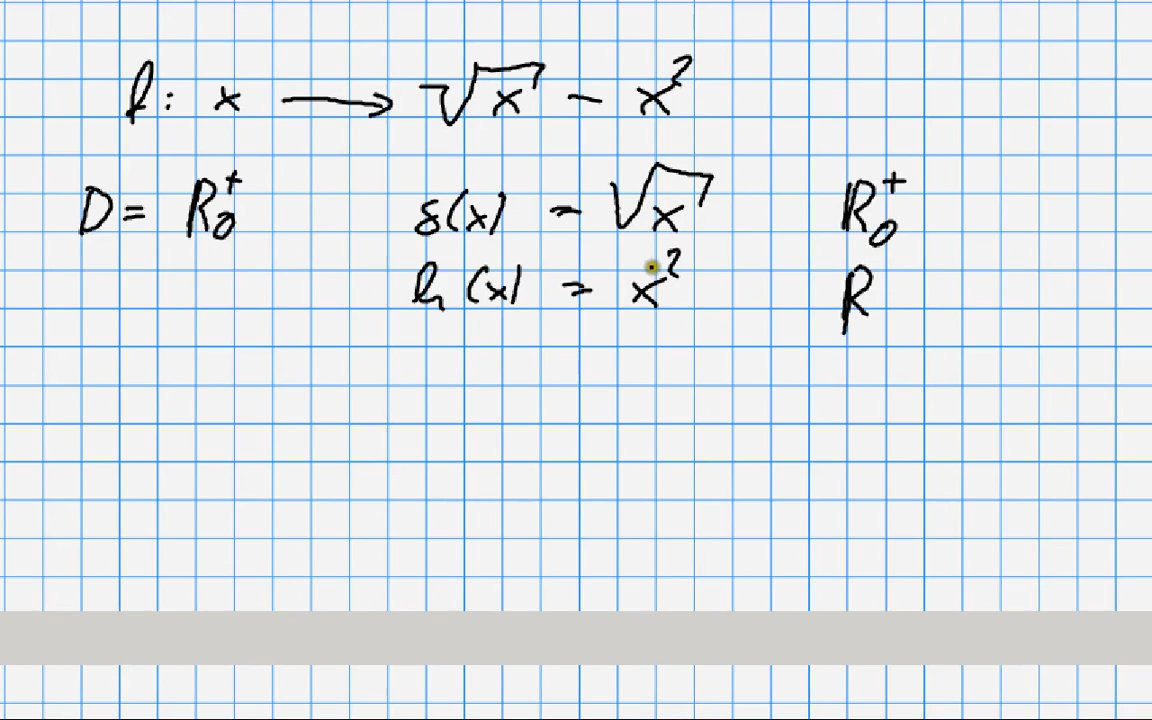 f: x ⟶ √x − x²
D = R₀⁺ g(x) = √x R₀⁺
h(x) = x² R